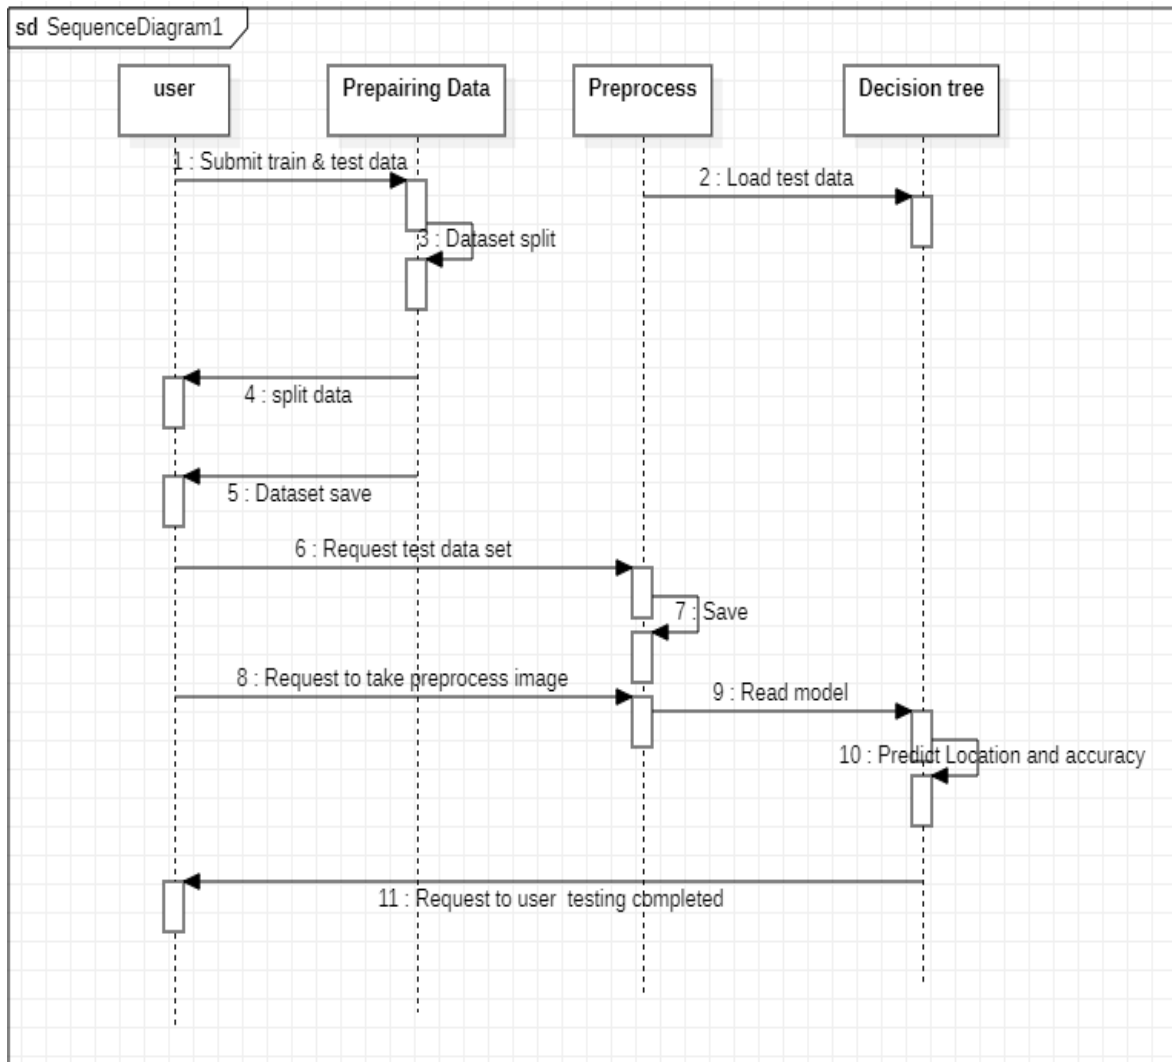 sd SequenceDiagram1
user
Prepairing Data
Preprocess
Decision tree
1 : Submit train & test data
2 : Load test data
3 : Dataset split
4 : split data
5 : Dataset save
6 : Request test data set
7 : Save
8 : Request to take preprocess image
9 : Read model
10 : Predict Location and accuracy
11 : Request to user  testing completed